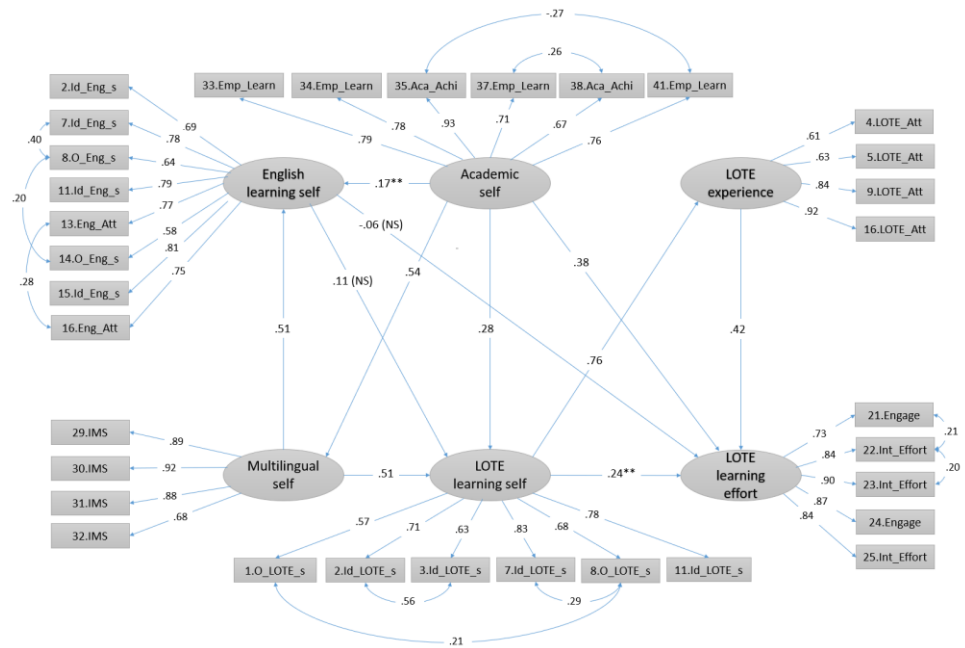 -.27
.26
33.Emp_Learn
34.Emp_Learn
35.Aca_Achi
37.Emp_Learn
38.Aca_Achi
41.Emp_Learn
.79
.78
.93
.71
.67
.76
2.Id_Eng_s
7.Id_Eng_s
8.O_Eng_s
11.Id_Eng_s
13.Eng_Att
14.O_Eng_s
15.Id_Eng_s
16.Eng_Att
.40
.20
.28
.69
.78
.64
.79
.77
.58
.81
.75
English
learning self
.17**
Academic
self
LOTE
experience
.61
.63
.84
.92
4.LOTE_Att
5.LOTE_Att
9.LOTE_Att
16.LOTE_Att
-.06 (NS)
.54
.38
.11 (NS)
.51
.28
.76
.42
29.IMS
30.IMS
31.IMS
32.IMS
.89
.92
.88
.68
Multilingual
self
.51
LOTE
learning self
.24**
LOTE
learning
effort
.73
.84
.90
.87
.84
21.Engage
22.Int_Effort
23.Int_Effort
24.Engage
25.Int_Effort
.21
.20
.57
.71
.63
.83
.68
.78
1.O_LOTE_s
2.Id_LOTE_s
3.Id_LOTE_s
7.Id_LOTE_s
8.O_LOTE_s
11.Id_LOTE_s
.56
.29
.21